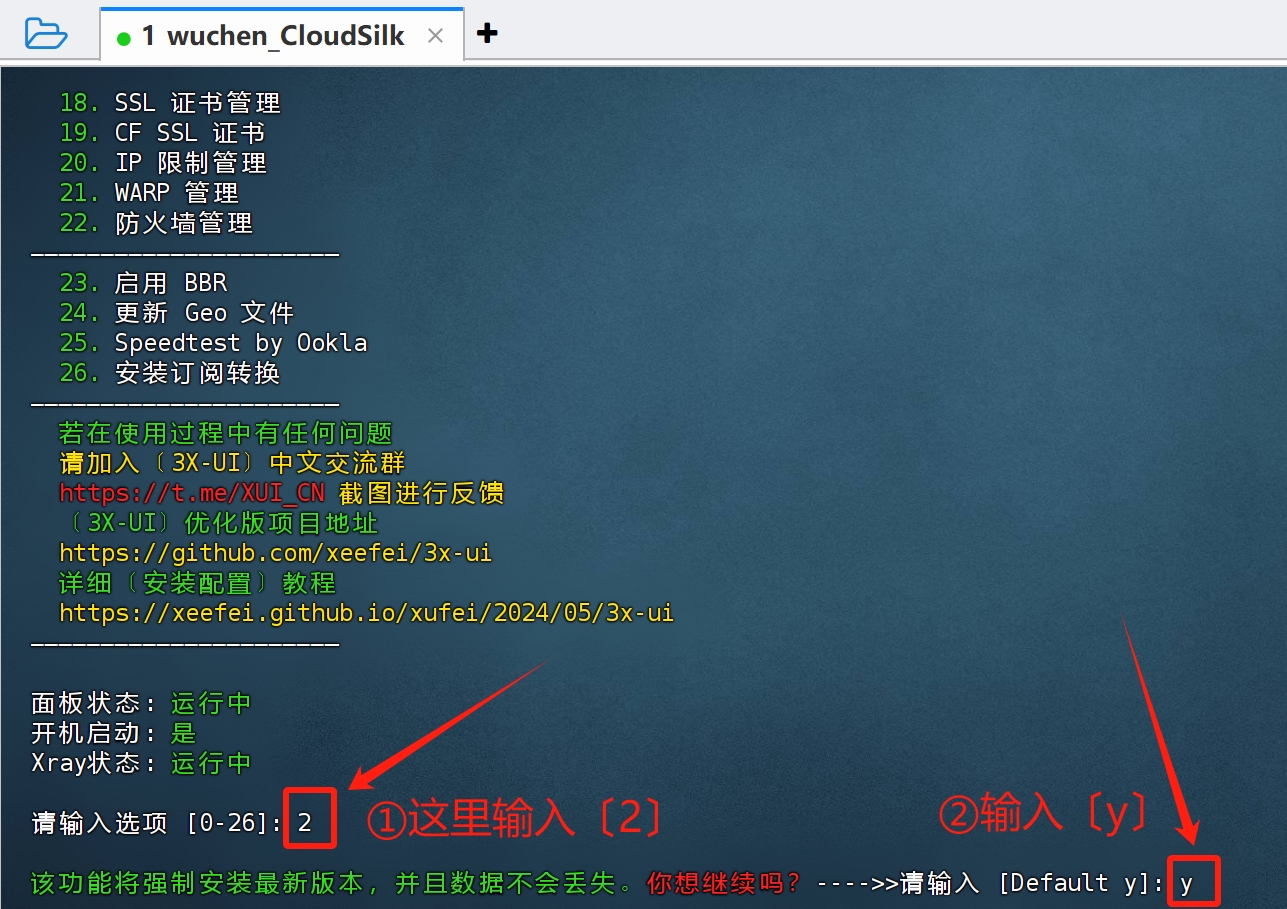 1 wuchen_CloudSilk × +
18. SSL 证书管理
19. CF SSL 证书
20. IP 限制管理
21. WARP 管理
22. 防火墙管理
——————————————————————
23. 启用 BBR
24. 更新 Geo 文件
25. Speedtest by Ookla
26. 安装订阅转换
——————————————————————
若在使用过程中有任何问题
请加入〔3X-UI〕中文交流群
https://t.me/XUI_CN 截图进行反馈
〔3X-UI〕优化版项目地址
https://github.com/xeefei/3x-ui
详细〔安装配置〕教程
https://xeefei.github.io/xufei/2024/05/3x-ui
——————————————————————
面板状态: 运行中
开机启动: 是
Xray状态: 运行中
请输入选项 [0-26]: 2 ①这里输入〔2〕 ②输入〔y〕
该功能将强制安装最新版本, 并且数据不会丢失。你想继续吗? ---->>请输入 [Default y]: y